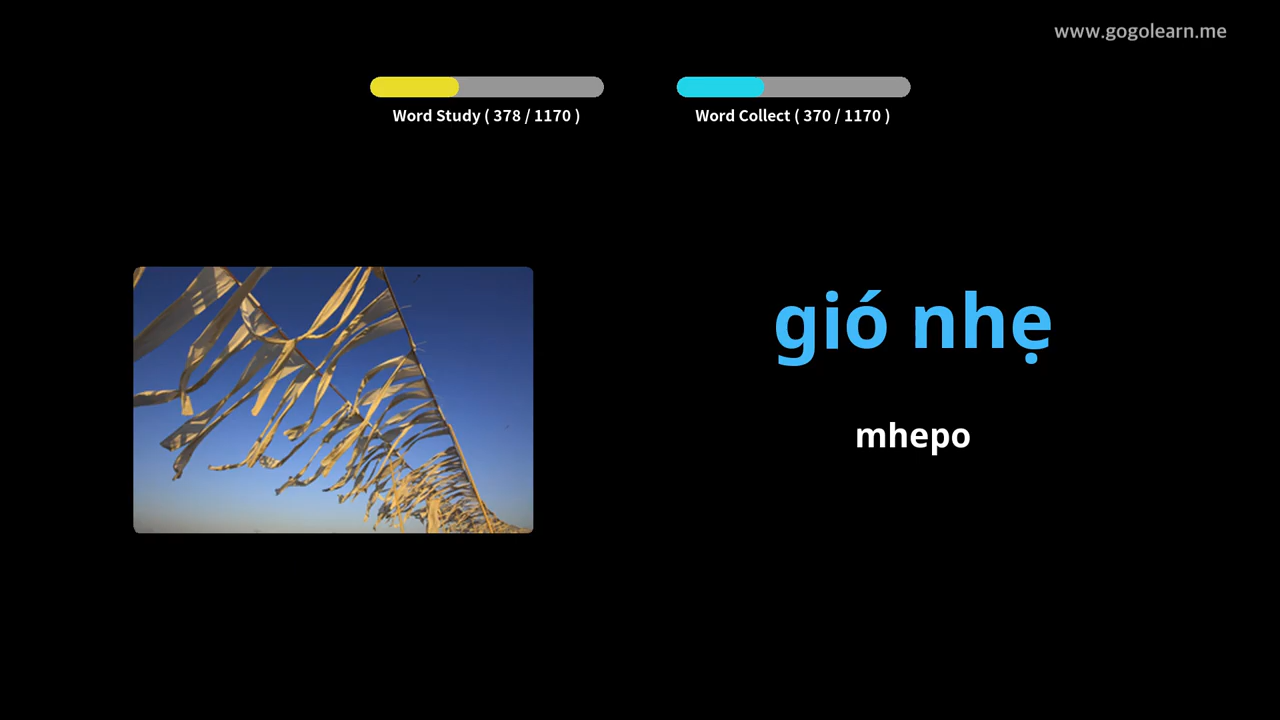 www.gogolearn.me
Word Study ( 378 / 1170 )
Word Collect ( 370 / 1170 )
gió nhẹ
mhepo